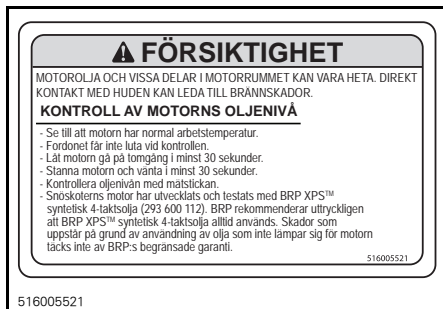 ⚠ FÖRSIKTIGHET
MOTOROLJA OCH VISSA DELAR I MOTORRUMMET KAN VARA HETA. DIREKT
KONTAKT MED HUDEN KAN LEDA TILL BRÄNNSKADOR.
KONTROLL AV MOTORNS OLJENIVÅ
- Se till att motorn har normal arbetstemperatur.
- Fordonet får inte luta vid kontrollen.
- Låt motorn gå på tomgång i minst 30 sekunder.
- Stanna motorn och vänta i minst 30 sekunder.
- Kontrollera oljenivån med mätstickan.
- Snöskoterns motor har utvecklats och testats med BRP XPS™
syntetisk 4-taktsolja (293 600 112). BRP rekommenderar uttryckligen
att BRP XPS™ syntetisk 4-taktsolja alltid används. Skador som
uppstår på grund av användning av olja som inte lämpar sig för motorn
täcks inte av BRP:s begränsade garanti.
516005521
516005521